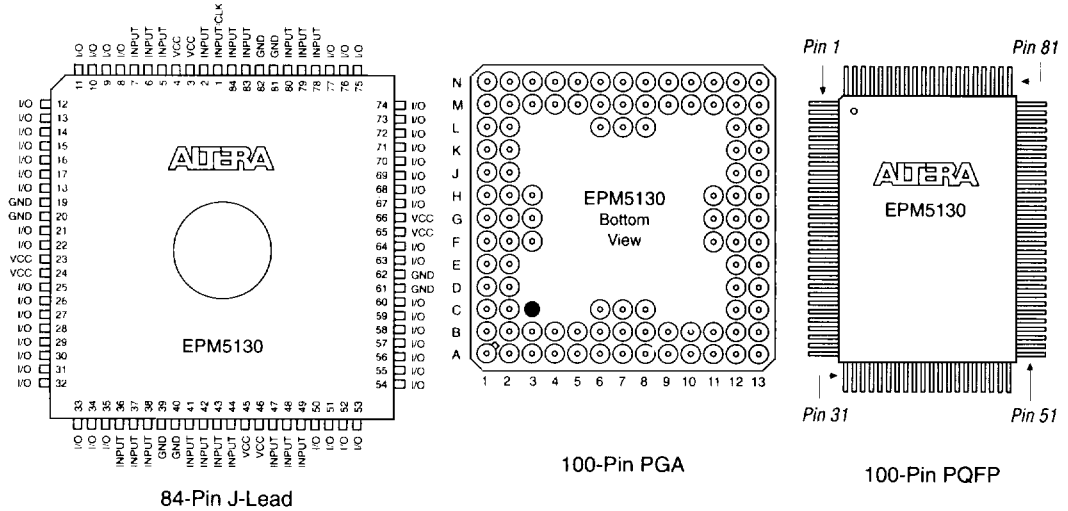 I/O I/O I/O I/O INPUT INPUT INPUT VCC VCC INPUT INPUT/CLK INPUT INPUT GND GND INPUT INPUT INPUT I/O I/O I/O
11 10 9 8 7 6 5 4 3 2 1 84 83 82 81 80 79 78 77 76 75
I/O 12
I/O 13
I/O 14
I/O 15
I/O 16
I/O 17
I/O 18
GND 19
GND 20
I/O 21
I/O 22
VCC 23
VCC 24
I/O 25
I/O 26
I/O 27
I/O 28
I/O 29
I/O 30
I/O 31
I/O 32
ALTERA
EPM5130
74 I/O
73 I/O
72 I/O
71 I/O
70 I/O
69 I/O
68 I/O
67 I/O
66 VCC
65 VCC
64 I/O
63 I/O
62 GND
61 GND
60 I/O
59 I/O
58 I/O
57 I/O
56 I/O
55 I/O
54 I/O
33 34 35 36 37 38 39 40 41 42 43 44 45 46 47 48 49 50 51 52 53
I/O I/O I/O INPUT INPUT INPUT GND GND INPUT INPUT INPUT INPUT VCC VCC INPUT INPUT INPUT I/O I/O I/O I/O
84-Pin J-Lead
N
M
L
K
J
H
G
F
E
D
C
B
A
EPM5130
Bottom
View
1 2 3 4 5 6 7 8 9 10 11 12 13
100-Pin PGA
Pin 1
Pin 81
ALTERA
EPM5130
Pin 31
Pin 51
100-Pin PQFP